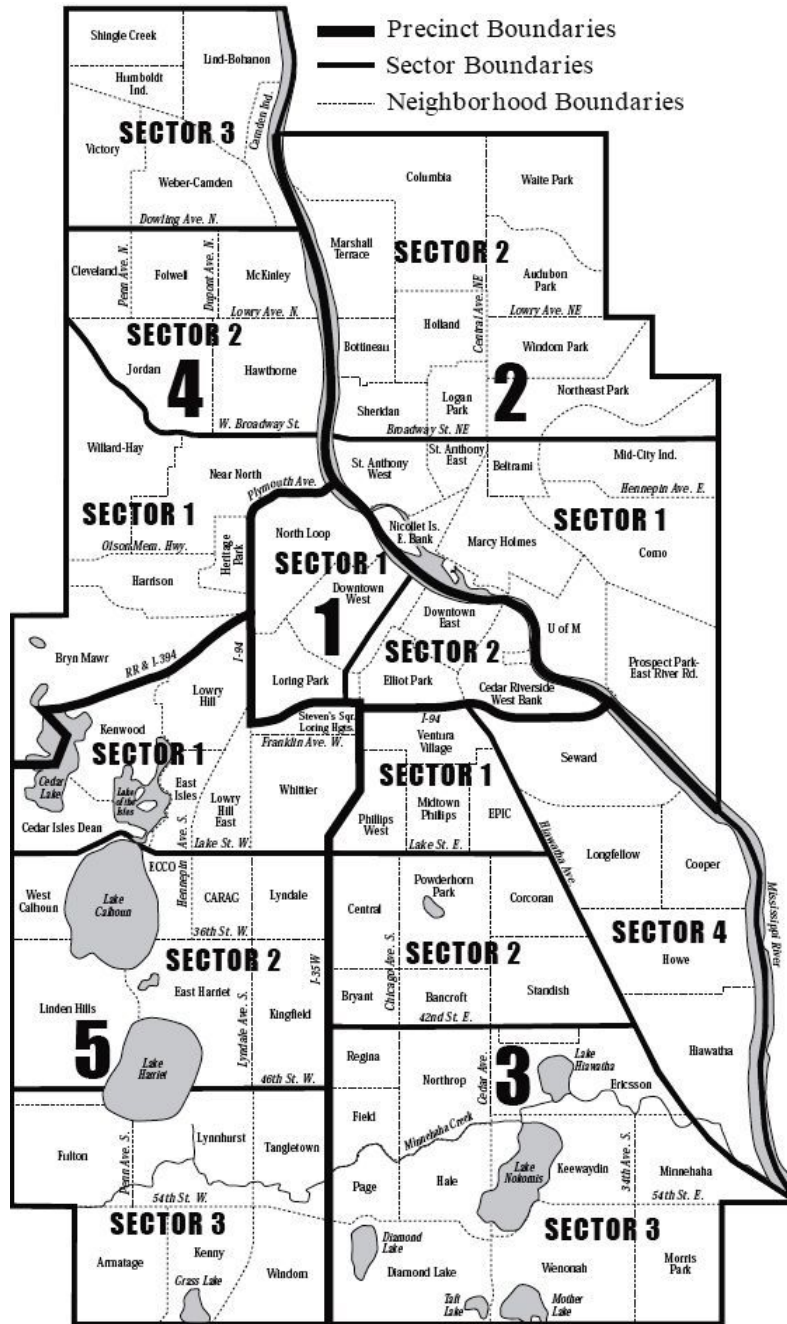 Precinct Boundaries
Sector Boundaries
Neighborhood Boundaries
Shingle Creek
Lind-Bohanon
Humboldt
Ind.
Camden Ind.
SECTOR 3
Victory
Weber-Camden
Dowling Ave. N.
Columbia
Waite Park
Marshall
Terrace
SECTOR 2
Cleveland
Penn Ave. N.
Folwell
Dupont Ave. N.
McKinley
Lowry Ave. N.
Audubon
Park
Central Ave. NE
Lowry Ave. NE
SECTOR 2
Jordan
4
Hawthorne
W. Broadway St.
Bottineau
Holland
Windom Park
2
Northeast Park
Logan
Park
Sheridan
Broadway St. NE
Willard-Hay
Near North
Plymouth Ave.
St. Anthony
West
St. Anthony
East
Beltrami
Mid-City Ind.
Hennepin Ave. E.
SECTOR 1
Olson Mem. Hwy.
Heritage
Park
Harrison
North Loop
SECTOR 1
Nicollet Is.
E. Bank
Marcy Holmes
SECTOR 1
Como
Downtown
West
1
Downtown
East
SECTOR 2
U of M
Prospect Park-
East River Rd.
Bryn Mawr
RR & I-394
I-94
Loring Park
Elliot Park
Cedar Riverside
West Bank
Lowry
Hill
Steven's Sqr.
Loring Hgts.
I-94
Kenwood
Franklin Ave. W.
Ventura
Village
Seward
SECTOR 1
Cedar
Lake
Lake
of the
Isles
East
Isles
Lowry
Hill
East
Whittier
SECTOR 1
Phillips
West
Midtown
Phillips
EPIC
Cedar Isles Dean
Hennepin Ave. S.
Lake St. W.
Lake St. E.
Hiawatha Ave.
Longfellow
Cooper
Mississippi River
ECCO
West
Calhoun
Lake
Calhoun
CARAG
Lyndale
36th St. W.
Powderhorn
Park
Central
Corcoran
Chicago Ave. S.
SECTOR 2
SECTOR 4
Howe
SECTOR 2
I-35W
Linden Hills
East Harriet
Kingfield
Lyndale Ave. S.
Bryant
Bancroft
Standish
42nd St. E.
Hiawatha
5
Lake
Harriet
46th St. W.
Regina
Northrop
Cedar Ave.
3
Lake
Hiawatha
Ericsson
Field
Minnehaha Creek
Fulton
Penn Ave. S.
Lynnhurst
Tangletown
54th St. W.
Page
Hale
Lake
Nokomis
Keewaydin
34th Ave. S.
Minnehaha
54th St. E.
SECTOR 3
Armatage
Kenny
Grass Lake
Windom
Diamond
Lake
Diamond Lake
SECTOR 3
Wenonah
Morris
Park
Taft
Lake
Mother
Lake